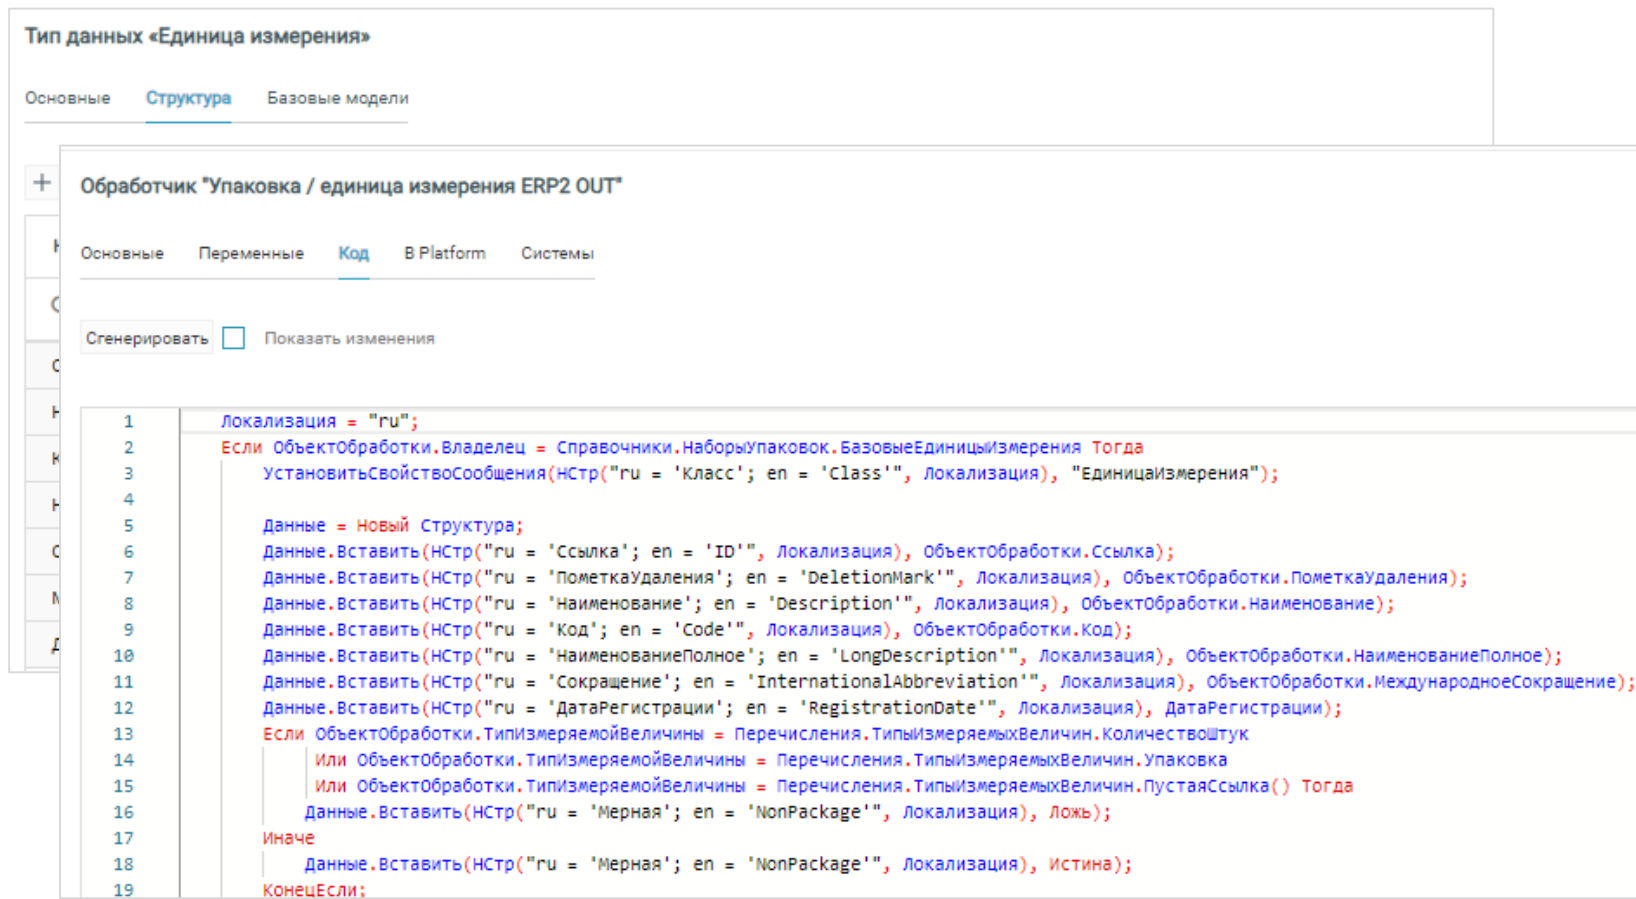 Тип данных «Единица измерения»
Основные Структура Базовые модели
+
Обработчик "Упаковка / единица измерения ERP2 OUT"
Основные Переменные Код В Platform Системы
Сгенерировать Показать изменения
1 Локализация = "ru";
2 Если ОбъектОбработки.Владелец = Справочники.НаборыУпаковок.БазовыеЕдиницыИзмерения Тогда
3 УстановитьСвойствоСообщения(НСтр("ru = 'Класс'; en = 'Class'", Локализация), "ЕдиницаИзмерения");
4
5 Данные = Новый Структура;
6 Данные.Вставить(НСтр("ru = 'Ссылка'; en = 'ID'", Локализация), ОбъектОбработки.Ссылка);
7 Данные.Вставить(НСтр("ru = 'ПометкаУдаления'; en = 'DeletionMark'", Локализация), ОбъектОбработки.ПометкаУдаления);
8 Данные.Вставить(НСтр("ru = 'Наименование'; en = 'Description'", Локализация), ОбъектОбработки.Наименование);
9 Данные.Вставить(НСтр("ru = 'Код'; en = 'Code'", Локализация), ОбъектОбработки.Код);
10 Данные.Вставить(НСтр("ru = 'НаименованиеПолное'; en = 'LongDescription'", Локализация), ОбъектОбработки.НаименованиеПолное);
11 Данные.Вставить(НСтр("ru = 'Сокращение'; en = 'InternationalAbbreviation'", Локализация), ОбъектОбработки.МеждународноеСокращение);
12 Данные.Вставить(НСтр("ru = 'ДатаРегистрации'; en = 'RegistrationDate'", Локализация), ДатаРегистрации);
13 Если ОбъектОбработки.ТипИзмеряемойВеличины = Перечисления.ТипыИзмеряемыхВеличин.КоличествоШтук
14 Или ОбъектОбработки.ТипИзмеряемойВеличины = Перечисления.ТипыИзмеряемыхВеличин.Упаковка
15 Или ОбъектОбработки.ТипИзмеряемойВеличины = Перечисления.ТипыИзмеряемыхВеличин.ПустаяСсылка() Тогда
16 Данные.Вставить(НСтр("ru = 'Мерная'; en = 'NonPackage'", Локализация), Ложь);
17 Иначе
18 Данные.Вставить(НСтр("ru = 'Мерная'; en = 'NonPackage'", Локализация), Истина);
19 КонецЕсли;